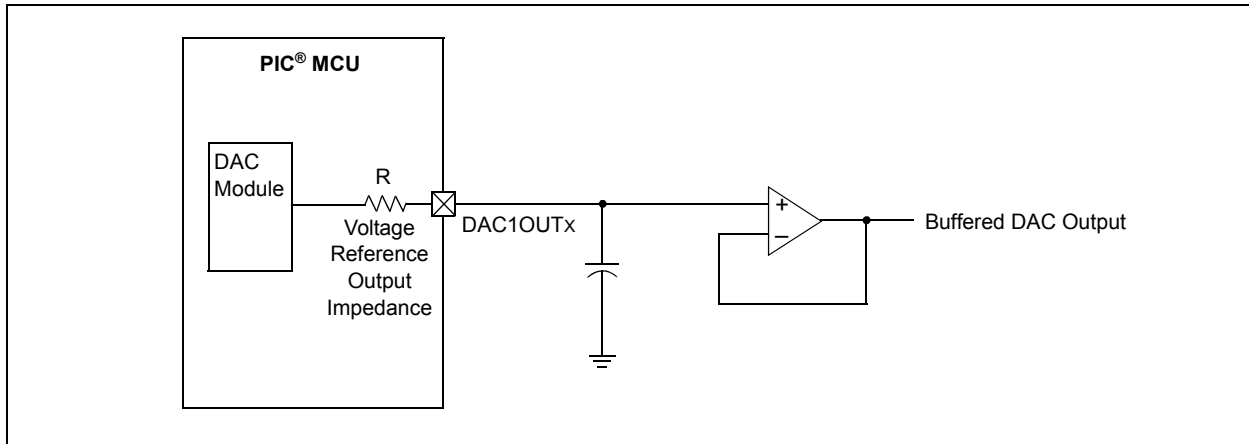 PIC® MCU
DAC
Module
R
Voltage
Reference
Output
Impedance
DAC1OUTX
+
–
Buffered DAC Output